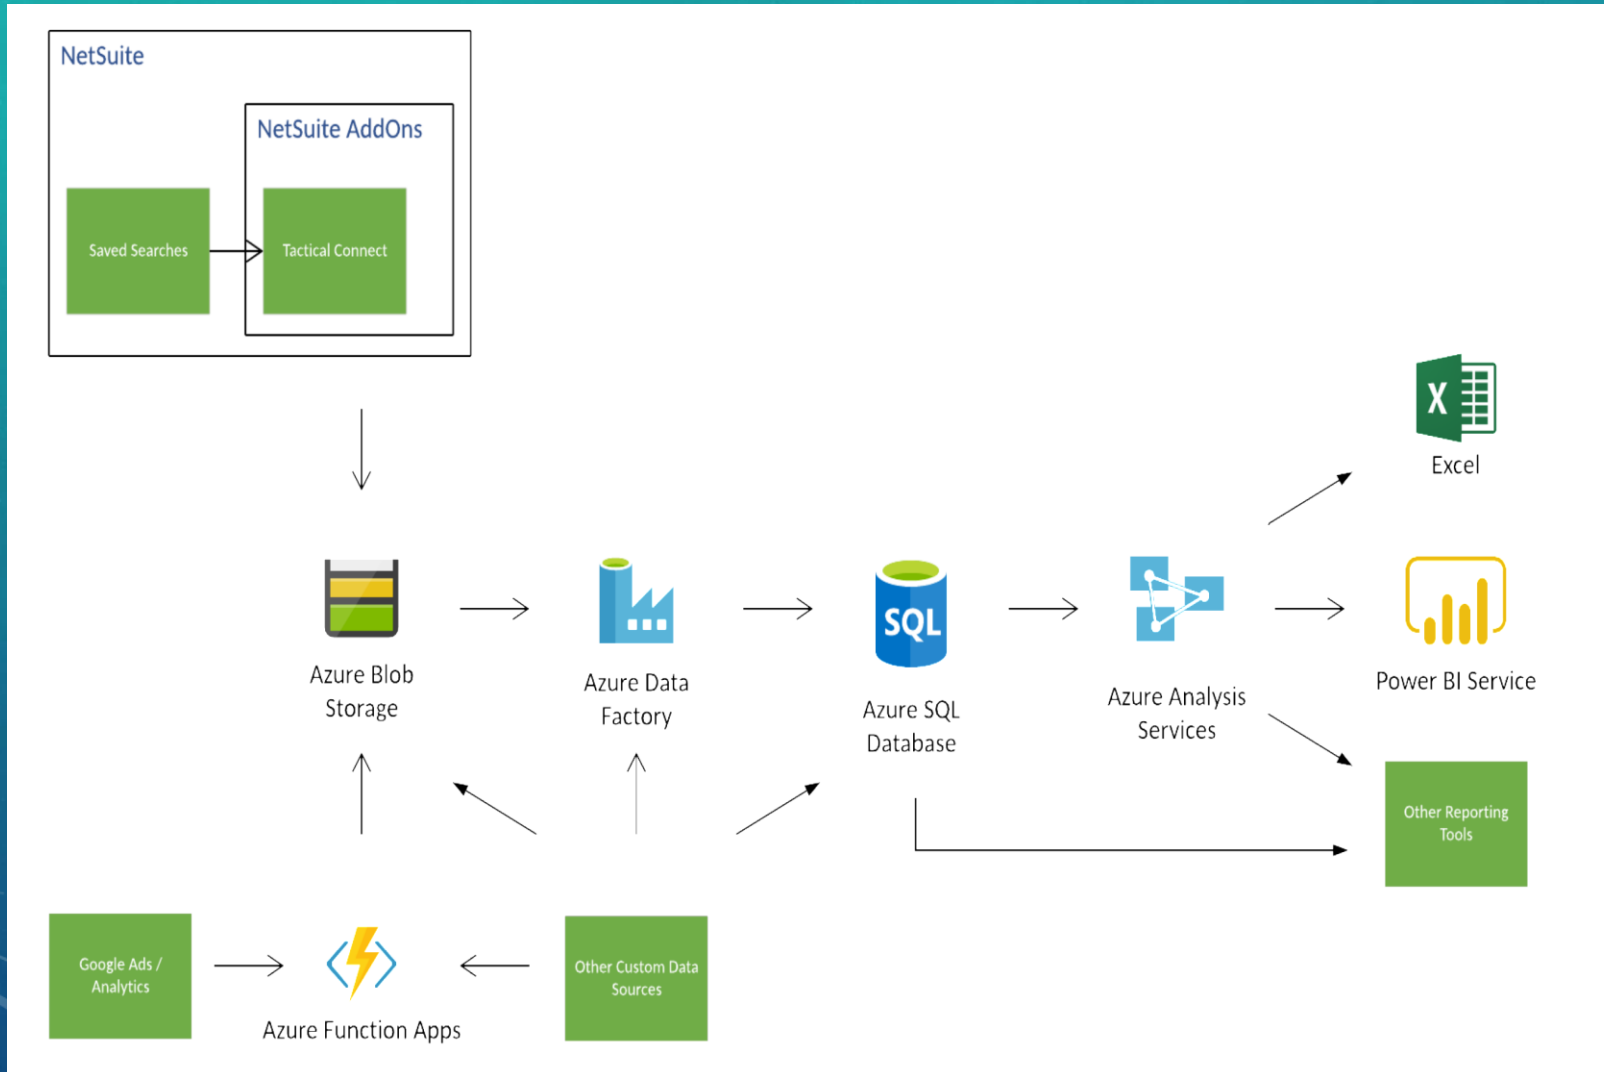 NetSuite
NetSuite AddOns
Saved Searches
Tactical Connect
X
Excel
SQL
Azure Blob
Storage
Azure Data
Factory
Azure SQL
Database
Azure Analysis
Services
Power BI Service
Other Reporting
Tools
Google Ads /
Analytics
Azure Function Apps
Other Custom Data
Sources